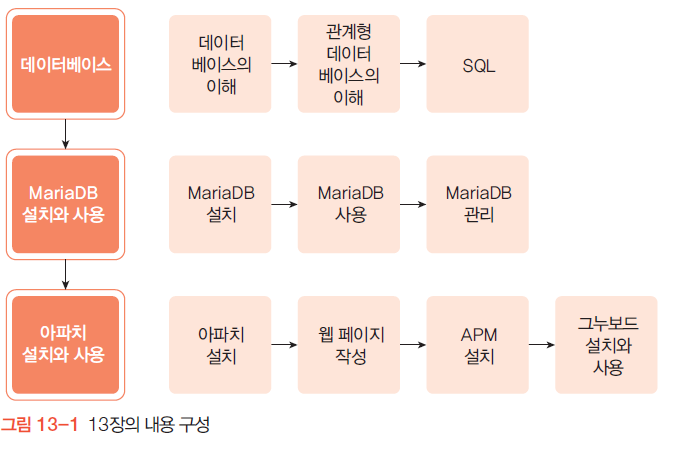 데이터베이스
데이터
베이스의
이해
관계형
데이터
베이스의
이해
SQL
MariaDB
설치와 사용
MariaDB
설치
MariaDB
사용
MariaDB
관리
아파치
설치와 사용
아파치
설치
웹 페이지
작성
APM
설치
그누보드
설치와
사용
그림 13-1 13장의 내용 구성